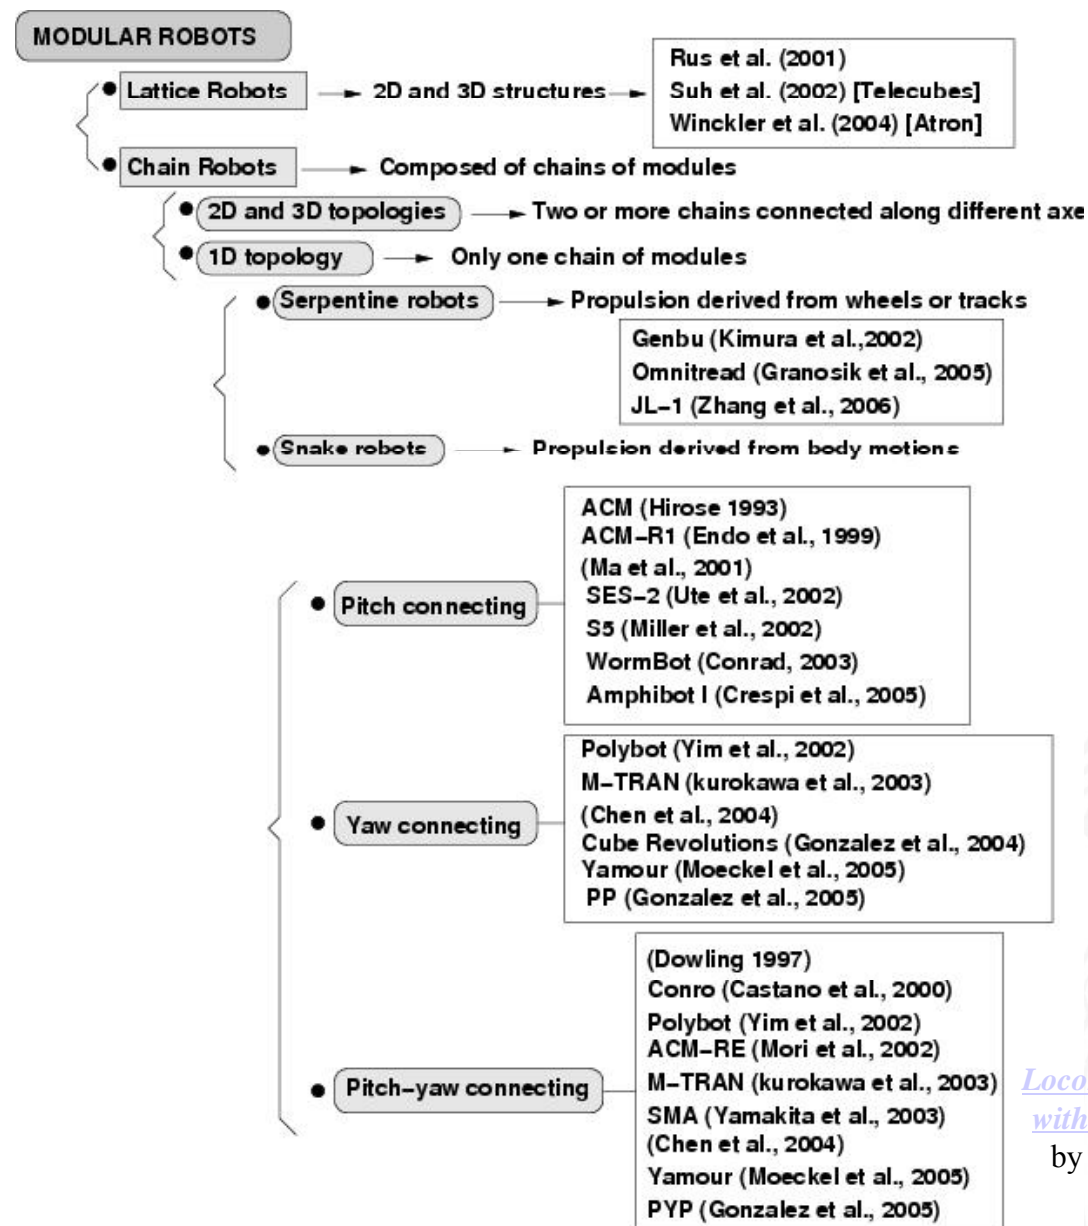 MODULAR ROBOTS
Lattice Robots 2D and 3D structures
Rus et al. (2001)
Suh et al. (2002) [Telecubes]
Winckler et al. (2004) [Atron]
Chain Robots Composed of chains of modules
2D and 3D topologies Two or more chains connected along different axe
1D topology Only one chain of modules
Serpentine robots Propulsion derived from wheels or tracks
Genbu (Kimura et al.,2002)
Omnitread (Granosik et al., 2005)
JL-1 (Zhang et al., 2006)
Snake robots Propulsion derived from body motions
Pitch connecting
ACM (Hirose 1993)
ACM-R1 (Endo et al., 1999)
(Ma et al., 2001)
SES-2 (Ute et al., 2002)
S5 (Miller et al., 2002)
WormBot (Conrad, 2003)
Amphibot I (Crespi et al., 2005)
Yaw connecting
Polybot (Yim et al., 2002)
M-TRAN (kurokawa et al., 2003)
(Chen et al., 2004)
Cube Revolutions (Gonzalez et al., 2004)
Yamour (Moeckel et al., 2005)
PP (Gonzalez et al., 2005)
Pitch-yaw connecting
(Dowling 1997)
Conro (Castano et al., 2000)
Polybot (Yim et al., 2002)
ACM-RE (Mori et al., 2002)
M-TRAN (kurokawa et al., 2003)
SMA (Yamakita et al., 2003)
(Chen et al., 2004)
Yamour (Moeckel et al., 2005)
PYP (Gonzalez et al., 2005)
Loco
with
by